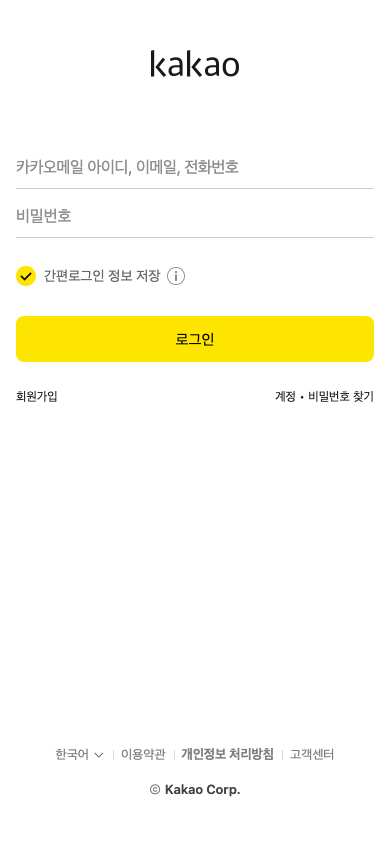 kakao
카카오메일 아이디, 이메일, 전화번호
비밀번호
간편로그인 정보 저장
로그인
회원가입 계정 • 비밀번호 찾기
한국어 이용약관 개인정보 처리방침 고객센터
© Kakao Corp.